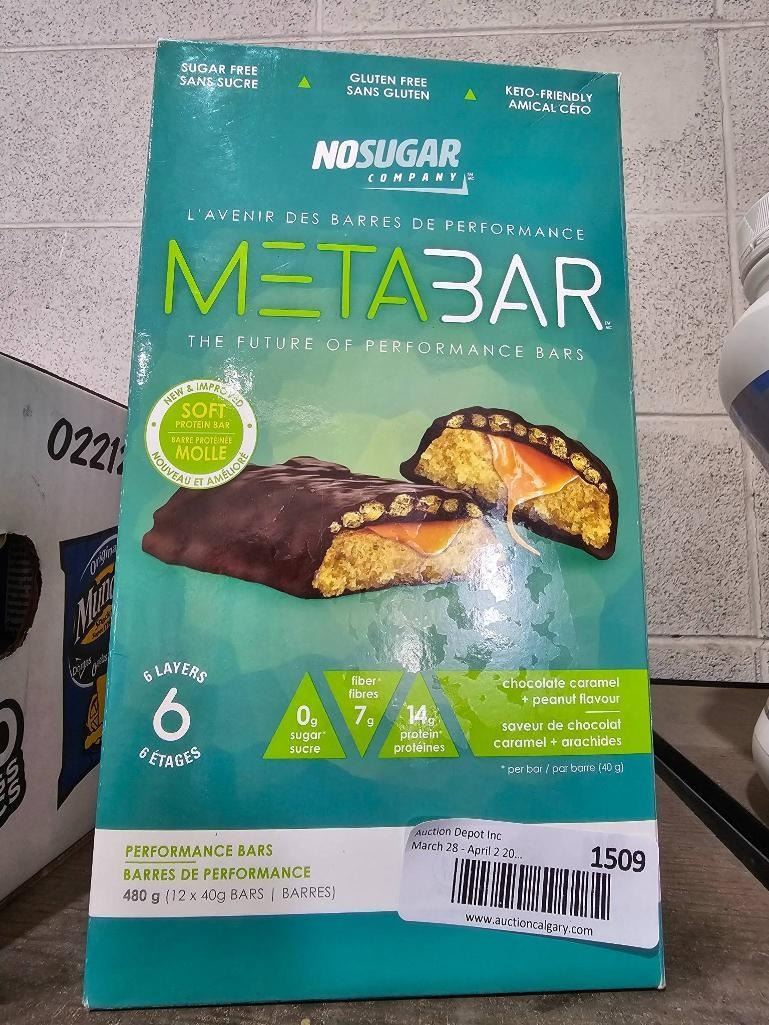 SUGAR FREE
SANS SUCRE
GLUTEN FREE
SANS GLUTEN
KETO-FRIENDLY
AMICAL CÉTO
NOSUGAR
COMPANY
L'AVENIR DES BARRES DE PERFORMANCE
METABAR
THE FUTURE OF PERFORMANCE BARS
NEW & IMPROVED
SOFT
PROTEIN BAR
BARRE PROTÉINÉE
MOLLE
NOUVEAU ET AMÉLIORÉ
0221
Original
Doritos
6 LAYERS
6
6 ÉTAGES
0g
sugar*
sucre
fiber*
fibres
7g
14g
protein*
protéines
chocolate caramel
+ peanut flavour
saveur de chocolat
caramel + arachides
* per bar / par barre (40 g)
PERFORMANCE BARS
BARRES DE PERFORMANCE
480 g (12 x 40g BARS | BARRES)
Auction Depot Inc
March 28 - April 2 20...
1509
www.auctioncalgary.com